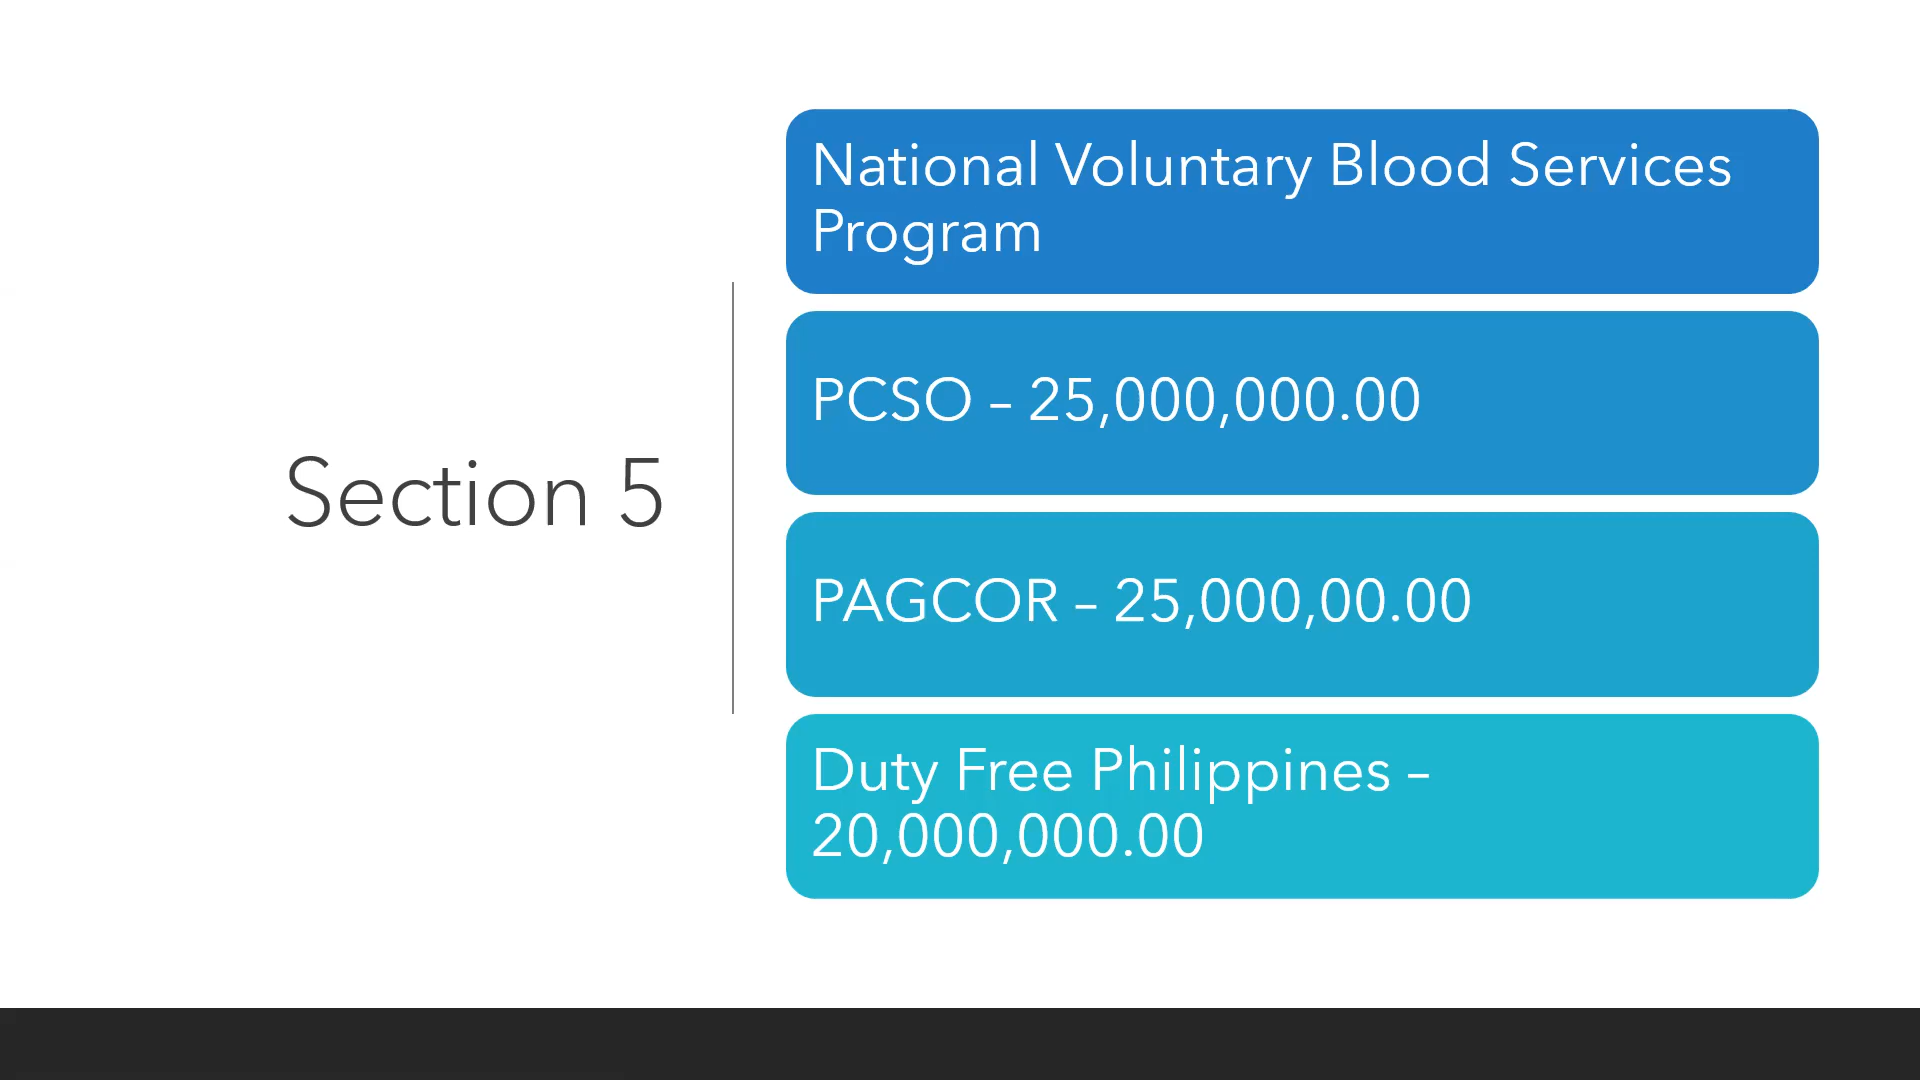 Section 5
National Voluntary Blood Services
Program
PCSO – 25,000,000.00
PAGCOR – 25,000,00.00
Duty Free Philippines –
20,000,000.00